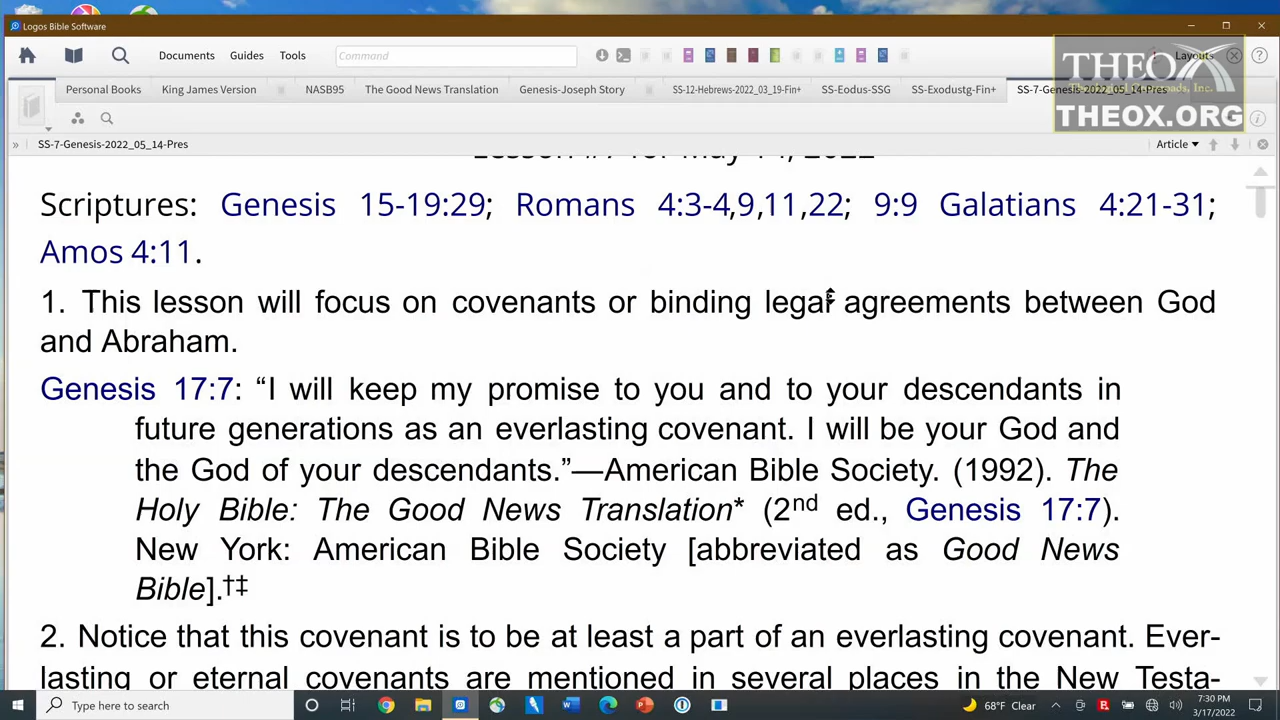 Logos Bible Software
Documents Guides Tools Command Layouts
THEOX
THEOX.ORG
Personal Books King James Version NASB95 The Good News Translation Genesis-Joseph Story SS-12-Hebrews-2022_03_19-Fin+ SS-Eodus-SSG SS-Exodustg-Fin+ SS-7-Genesis-2022_05_14-Pres
SS-7-Genesis-2022_05_14-Pres Article
Lesson #7 for May 14, 2022
Scriptures: Genesis 15-19:29; Romans 4:3-4,9,11,22; 9:9 Galatians 4:21-31;
Amos 4:11.
1. This lesson will focus on covenants or binding legal agreements between God
and Abraham.
Genesis 17:7: “I will keep my promise to you and to your descendants in
future generations as an everlasting covenant. I will be your God and
the God of your descendants.”—American Bible Society. (1992). The
Holy Bible: The Good News Translation* (2nd ed., Genesis 17:7).
New York: American Bible Society [abbreviated as Good News
Bible].†‡
2. Notice that this covenant is to be at least a part of an everlasting covenant. Ever-
lasting or eternal covenants are mentioned in several places in the New Testa-
Type here to search 68°F Clear 7:30 PM
3/17/2022